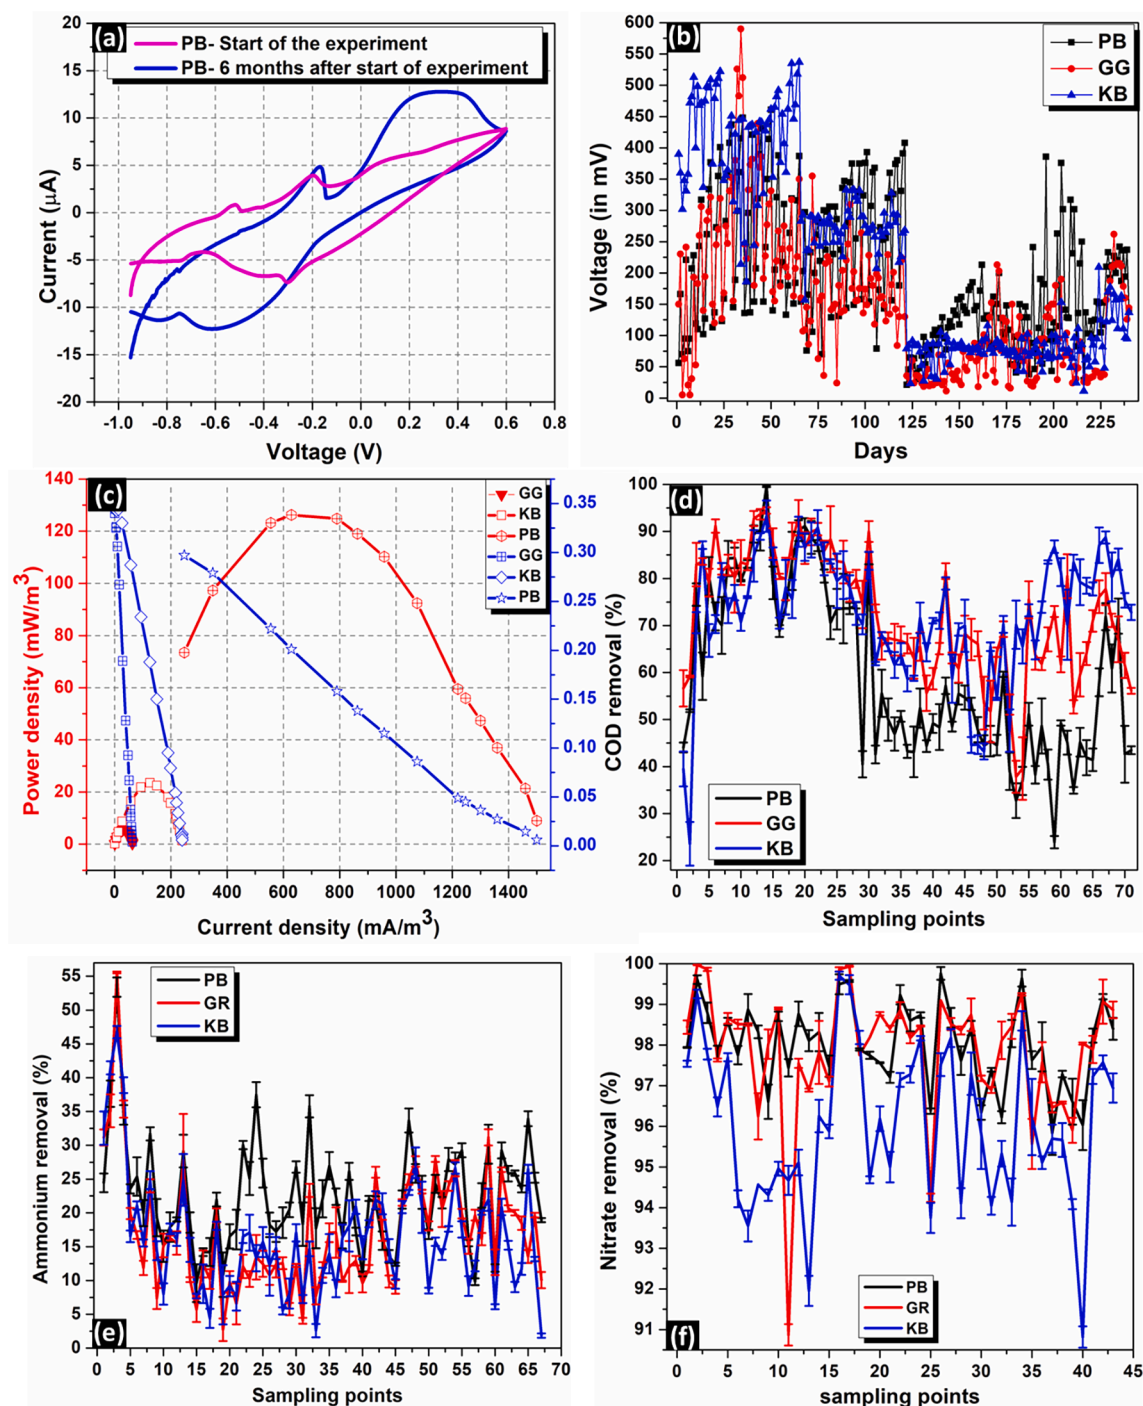 (a)
PB- Start of the experiment
PB- 6 months after start of experiment
20
15
10
5
0
-5
-10
-15
-20
Current (μA)
-1.0 -0.8 -0.6 -0.4 -0.2 0.0 0.2 0.4 0.6 0.8
Voltage (V)
(b)
PB
GG
KB
600
550
500
450
400
350
300
250
200
150
100
50
0
Voltage (in mV)
0 25 50 75 100 125 150 175 200 225
Days
(c)
GG
KB
PB
GG
KB
PB
140
120
100
80
60
40
20
0
Power density (mW/m³)
0.35
0.30
0.25
0.20
0.15
0.10
0.05
0.00
0 200 400 600 800 1000 1200 1400
Current density (mA/m³)
(d)
PB
GG
KB
100
90
80
70
60
50
40
30
20
COD removal (%)
0 5 10 15 20 25 30 35 40 45 50 55 60 65 70
Sampling points
(e)
PB
GR
KB
55
50
45
40
35
30
25
20
15
10
5
0
Ammonium removal (%)
0 5 10 15 20 25 30 35 40 45 50 55 60 65 70
Sampling points
(f)
PB
GR
KB
100
99
98
97
96
95
94
93
92
91
Nitrate removal (%)
0 5 10 15 20 25 30 35 40 45
sampling points